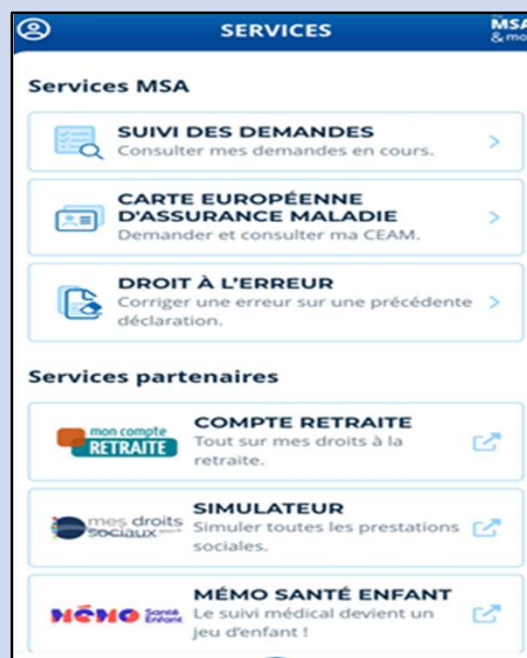 SERVICES
MSA
& mo
Services MSA
SUIVI DES DEMANDES
Consulter mes demandes en cours.
CARTE EUROPÉENNE
D'ASSURANCE MALADIE
Demander et consulter ma CEAM.
DROIT À L'ERREUR
Corriger une erreur sur une précédente
déclaration.
Services partenaires
mon compte
RETRAITE
COMPTE RETRAITE
Tout sur mes droits à la
retraite.
mes droits
sociaux
SIMULATEUR
Simuler toutes les prestations
sociales.
MÉMO Santé
Enfant
MÉMO SANTÉ ENFANT
Le suivi médical devient un
jeu d'enfant !